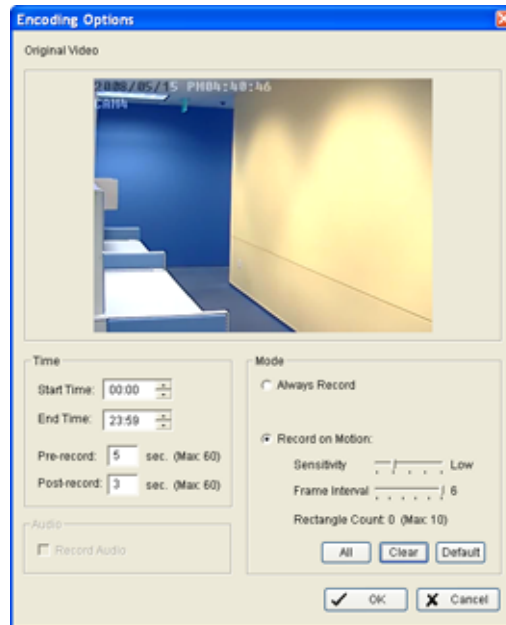 Encoding Options
Original Video
2008/05/15 PM04:40:46
CAM4
Time
Start Time: 00:00
End Time: 23:59
Pre-record: 5 sec. (Max: 60)
Post-record: 3 sec. (Max: 60)
Audio
Record Audio
Mode
Always Record
Record on Motion:
Sensitivity Low
Frame Interval 6
Rectangle Count: 0 (Max: 10)
All Clear Default
OK Cancel